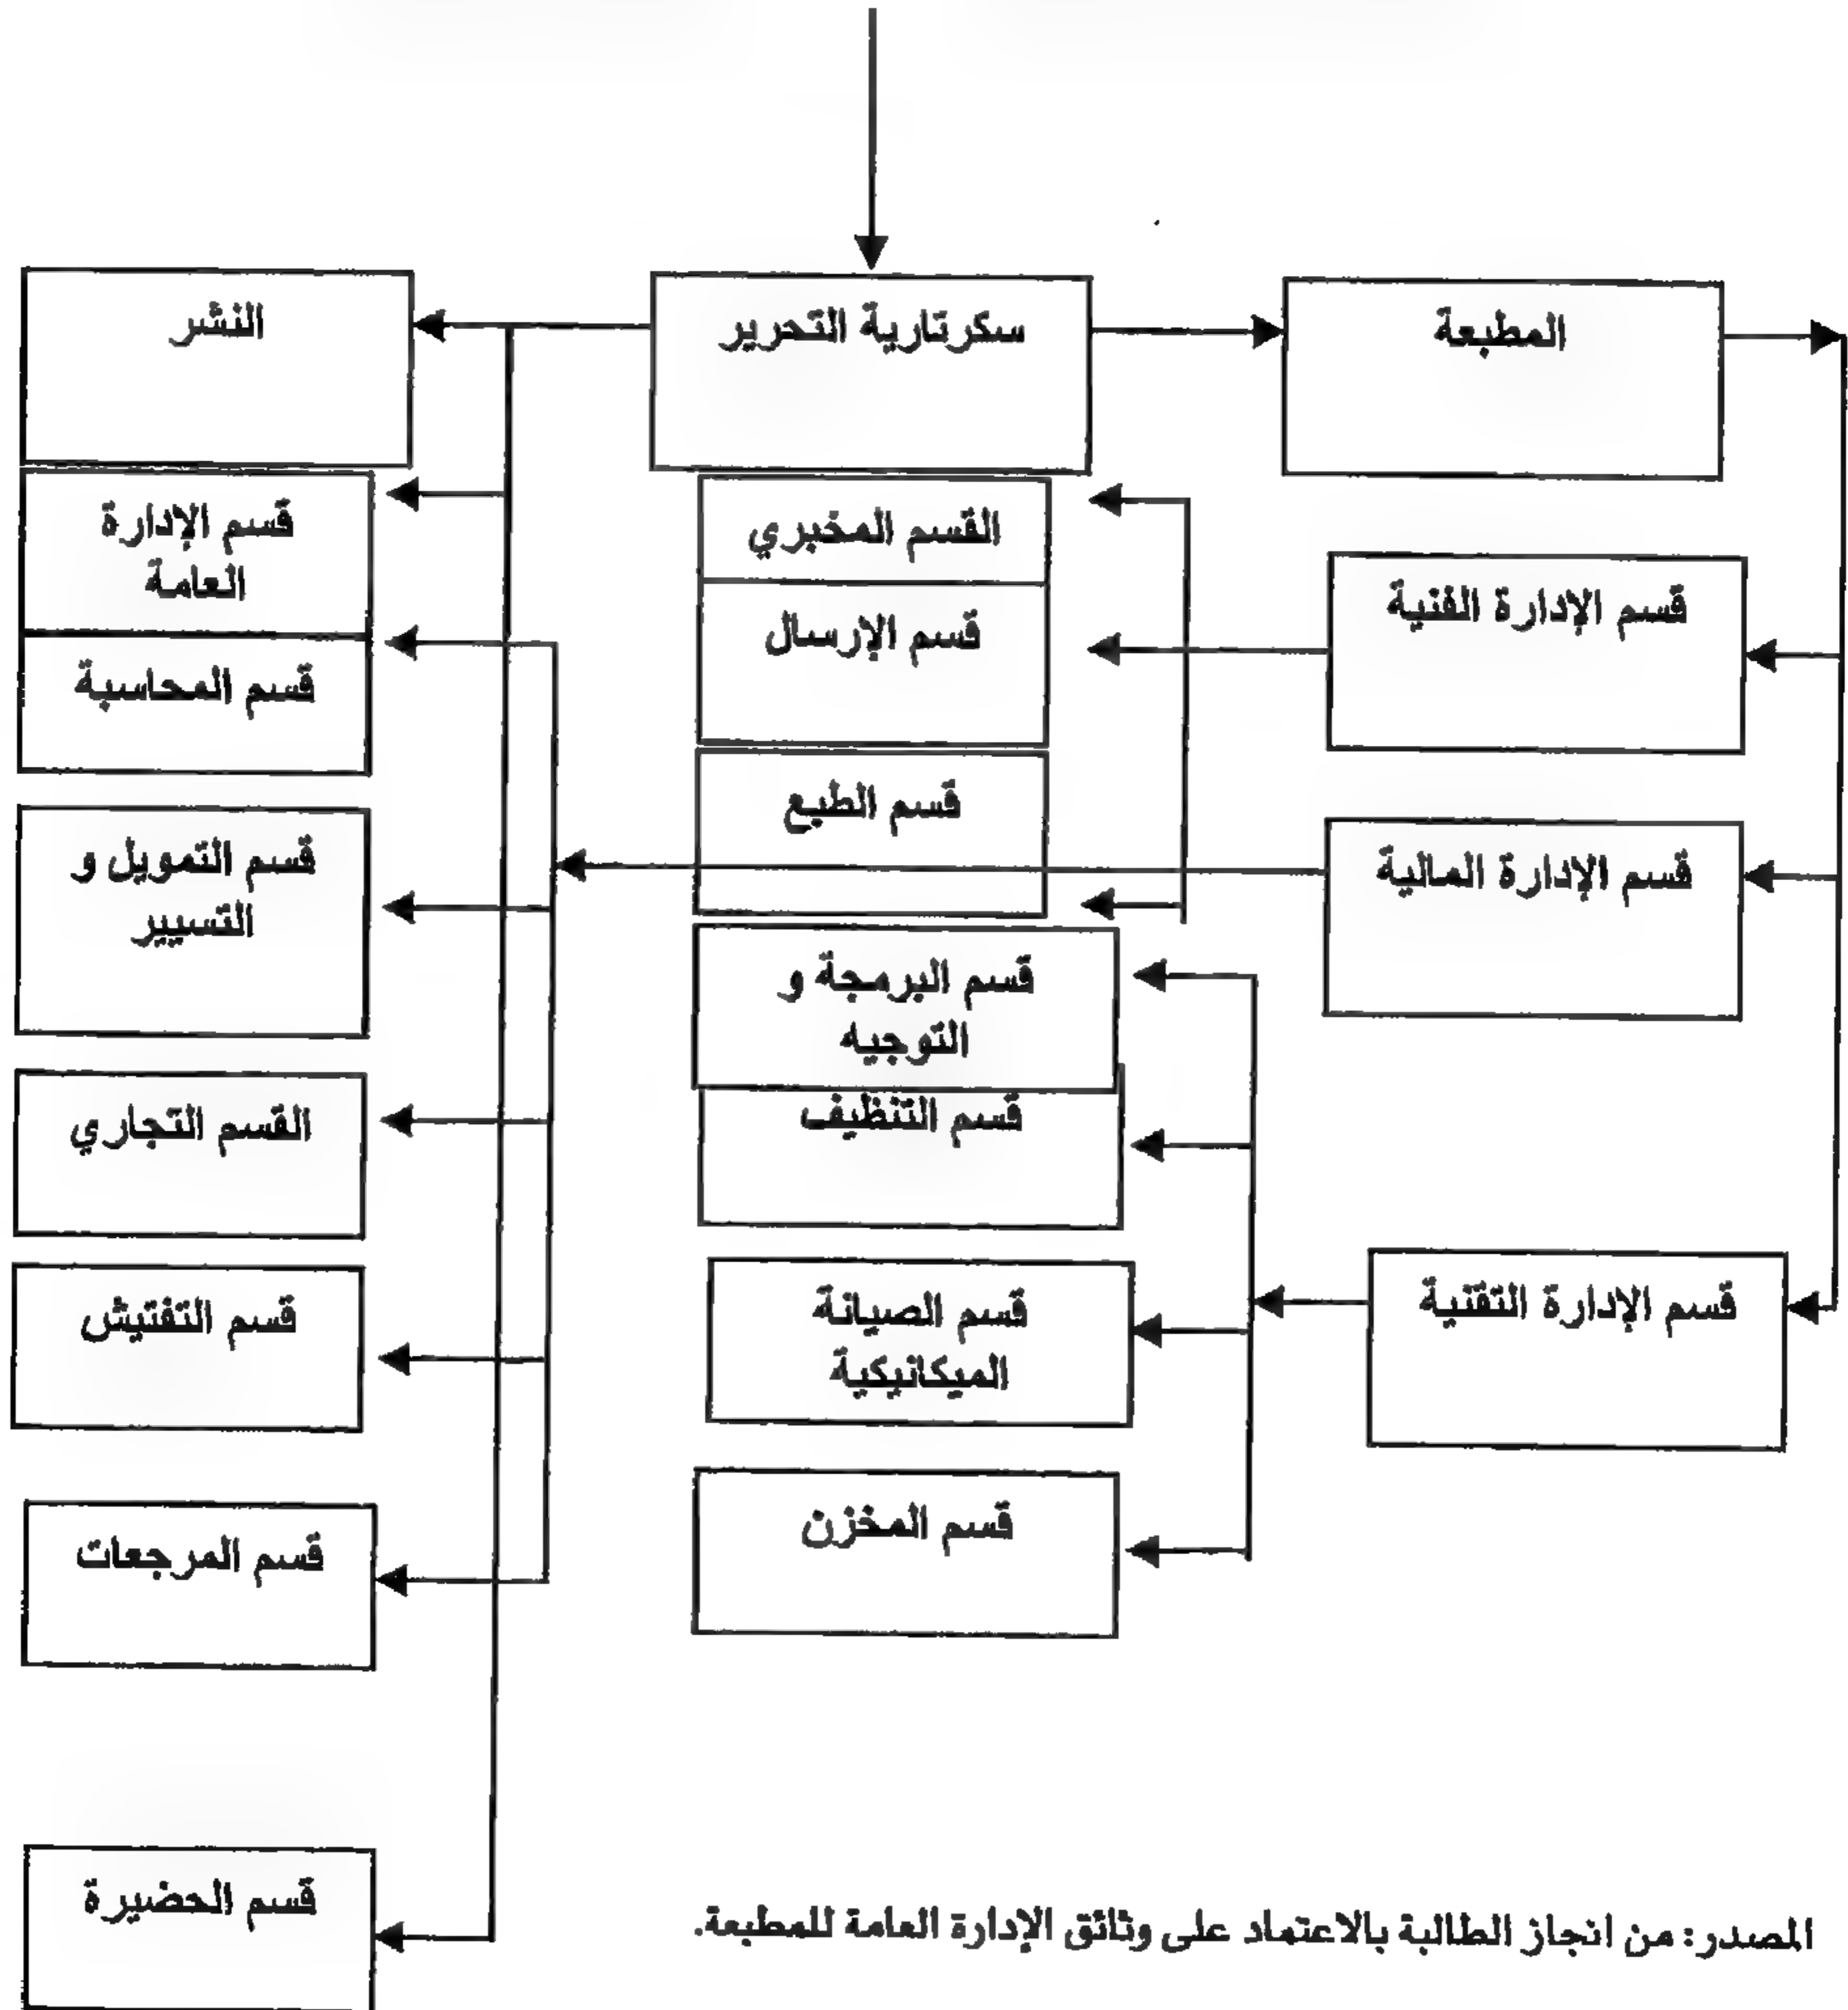 المطبعة
سكرتارية التحرير
النشر
القسم المخبري
قسم الإدارة
العامة
قسم الإدارة الفنية
قسم الإرسال
قسم المحاسبة
قسم الطبع
قسم الإدارة المالية
قسم التمويل و
التسيير
قسم البرمجة و
التوجيه
قسم التنظيف
القسم التجاري
قسم الإدارة التقنية
قسم الصيانة
الميكانيكية
قسم التفتيش
قسم المخزن
قسم المرجعات
قسم الحضيرة
المصدر: من انجاز الطالبة بالاعتماد على وثائق الإدارة العامة للمطبعة.